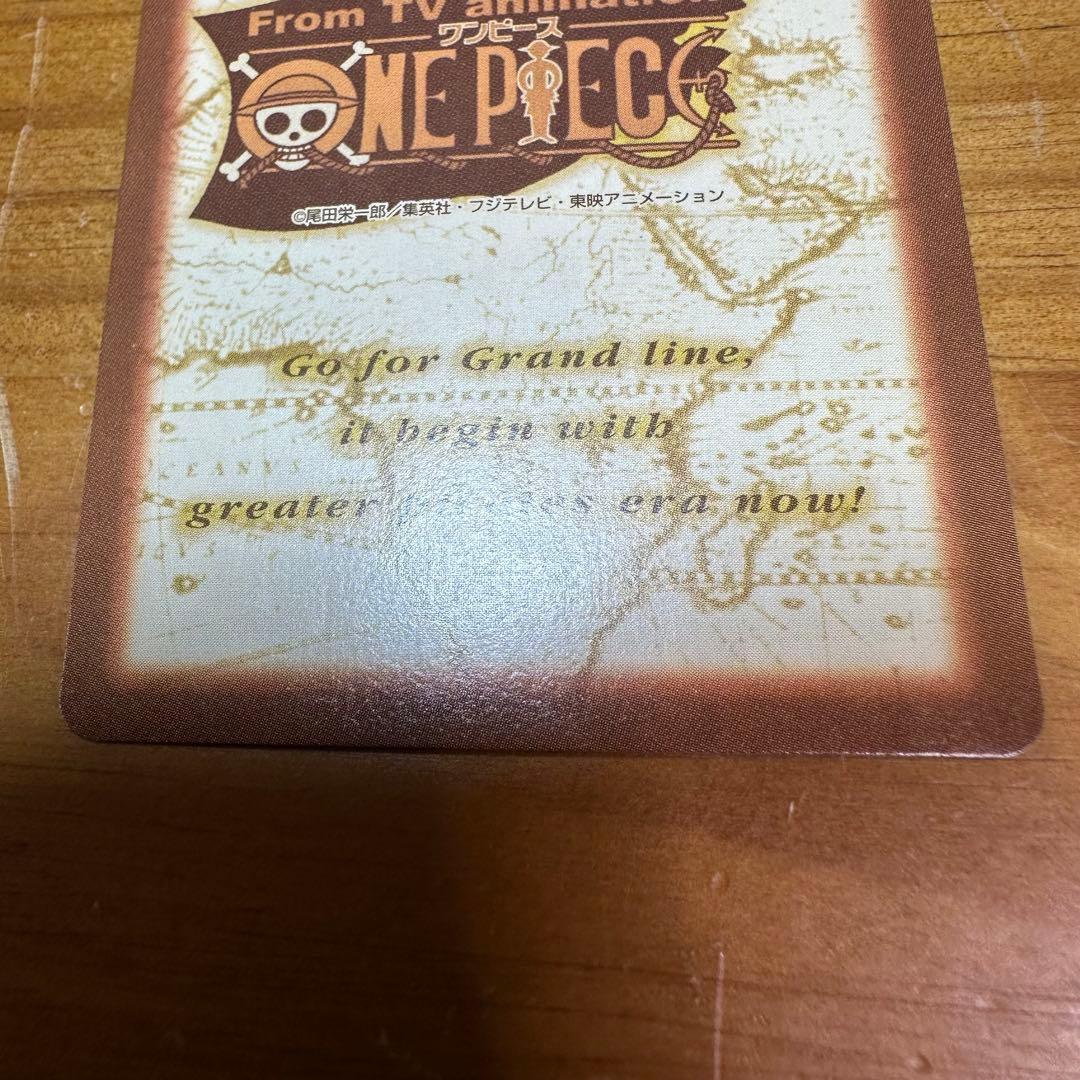 From TV animation
ワンピース
ONE PIECE
©尾田栄一郎／集英社・フジテレビ・東映アニメーション
Go for Grand line,
it begin with
greater pirates era now!
OCEANVS